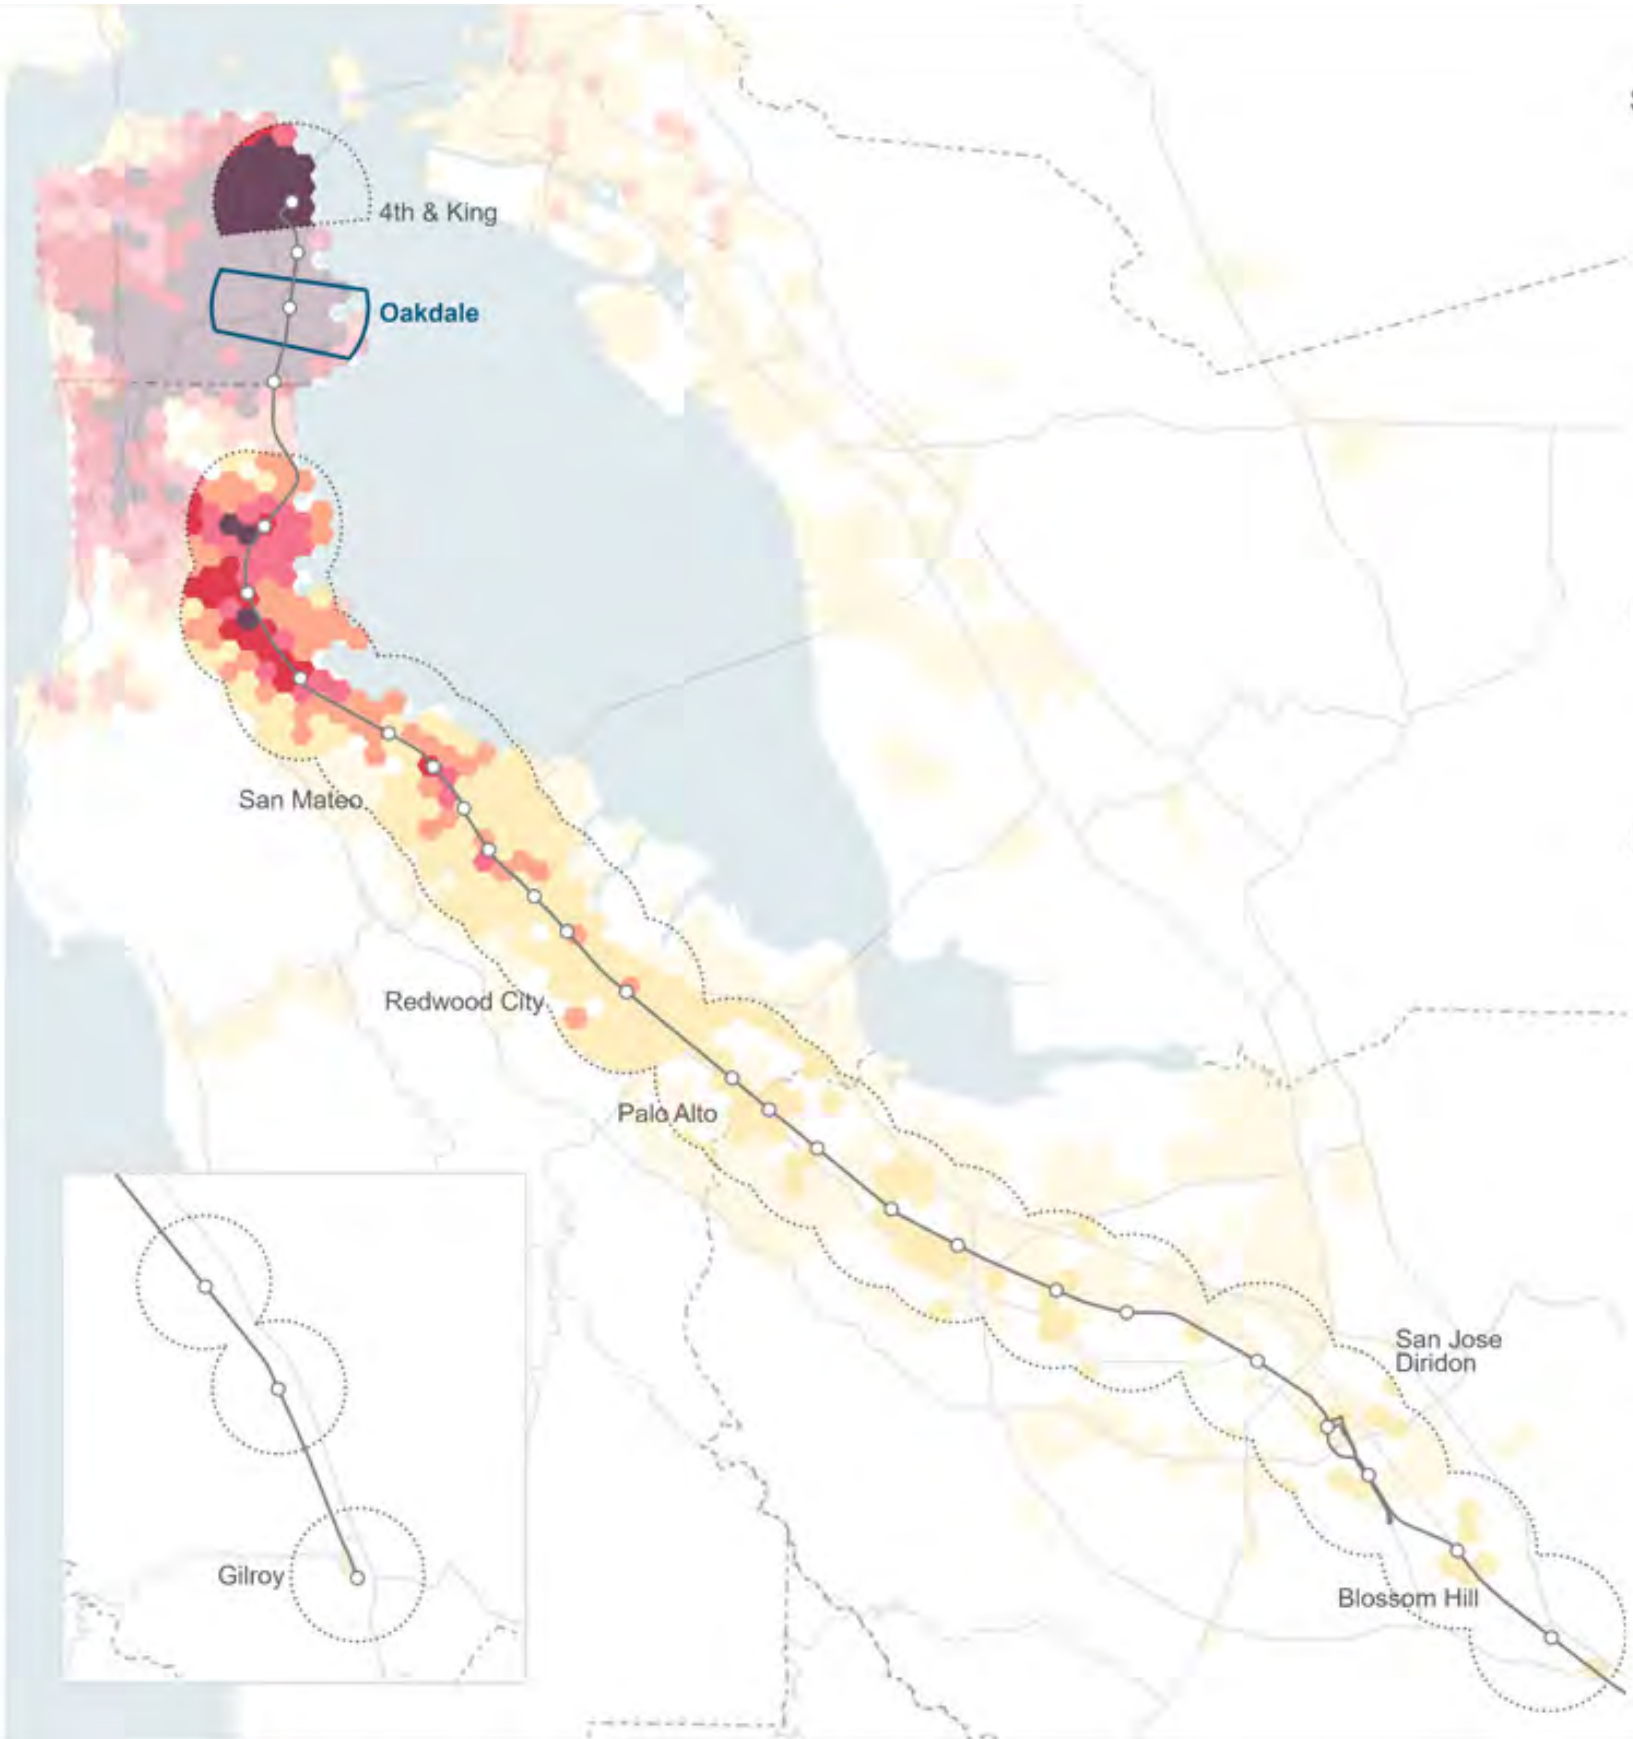 4th & King
Oakdale
San Mateo
Redwood City
Palo Alto
San Jose
Diridon
Gilroy
Blossom Hill